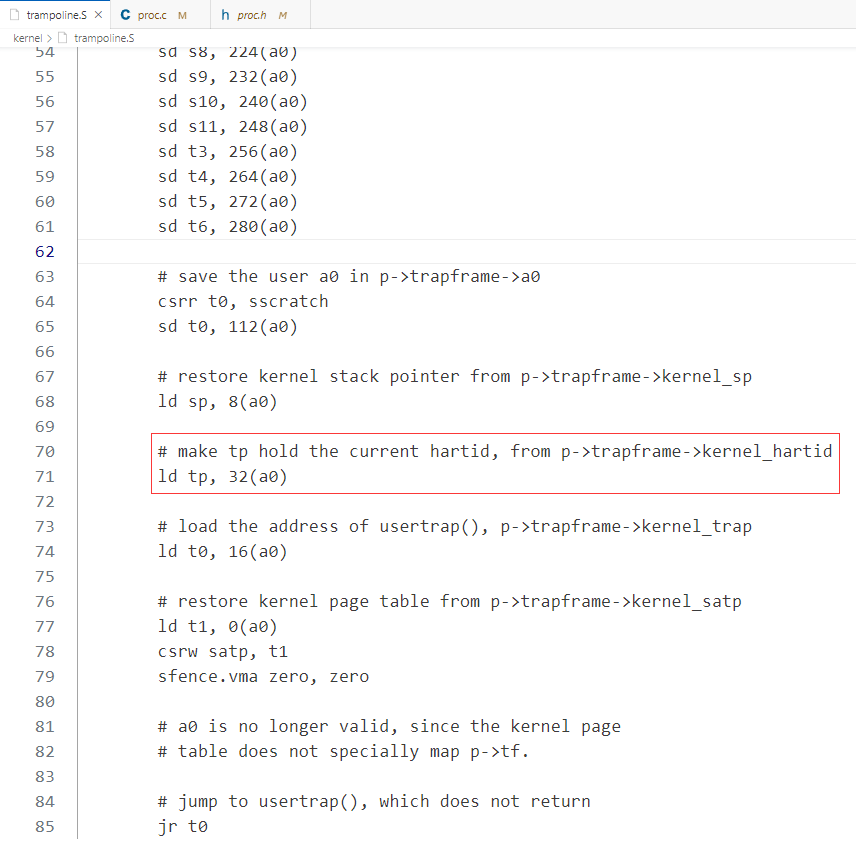 trampoline.S × C proc.c M h proc.h M
kernel > trampoline.S
54 sd s8, 224(a0)
55 sd s9, 232(a0)
56 sd s10, 240(a0)
57 sd s11, 248(a0)
58 sd t3, 256(a0)
59 sd t4, 264(a0)
60 sd t5, 272(a0)
61 sd t6, 280(a0)
62
63 # save the user a0 in p->trapframe->a0
64 csrr t0, sscratch
65 sd t0, 112(a0)
66
67 # restore kernel stack pointer from p->trapframe->kernel_sp
68 ld sp, 8(a0)
69
70 # make tp hold the current hartid, from p->trapframe->kernel_hartid
71 ld tp, 32(a0)
72
73 # load the address of usertrap(), p->trapframe->kernel_trap
74 ld t0, 16(a0)
75
76 # restore kernel page table from p->trapframe->kernel_satp
77 ld t1, 0(a0)
78 csrw satp, t1
79 sfence.vma zero, zero
80
81 # a0 is no longer valid, since the kernel page
82 # table does not specially map p->tf.
83
84 # jump to usertrap(), which does not return
85 jr t0